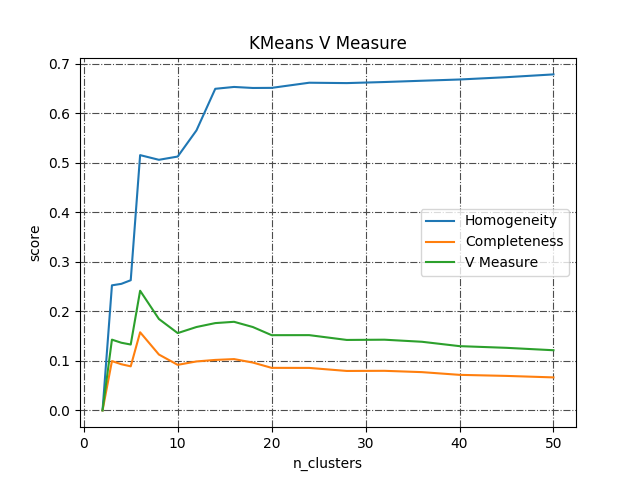 KMeans V Measure
score
0.7
0.6
0.5
0.4
0.3
0.2
0.1
0.0
Homogeneity
Completeness
V Measure
0 10 20 30 40 50
n_clusters